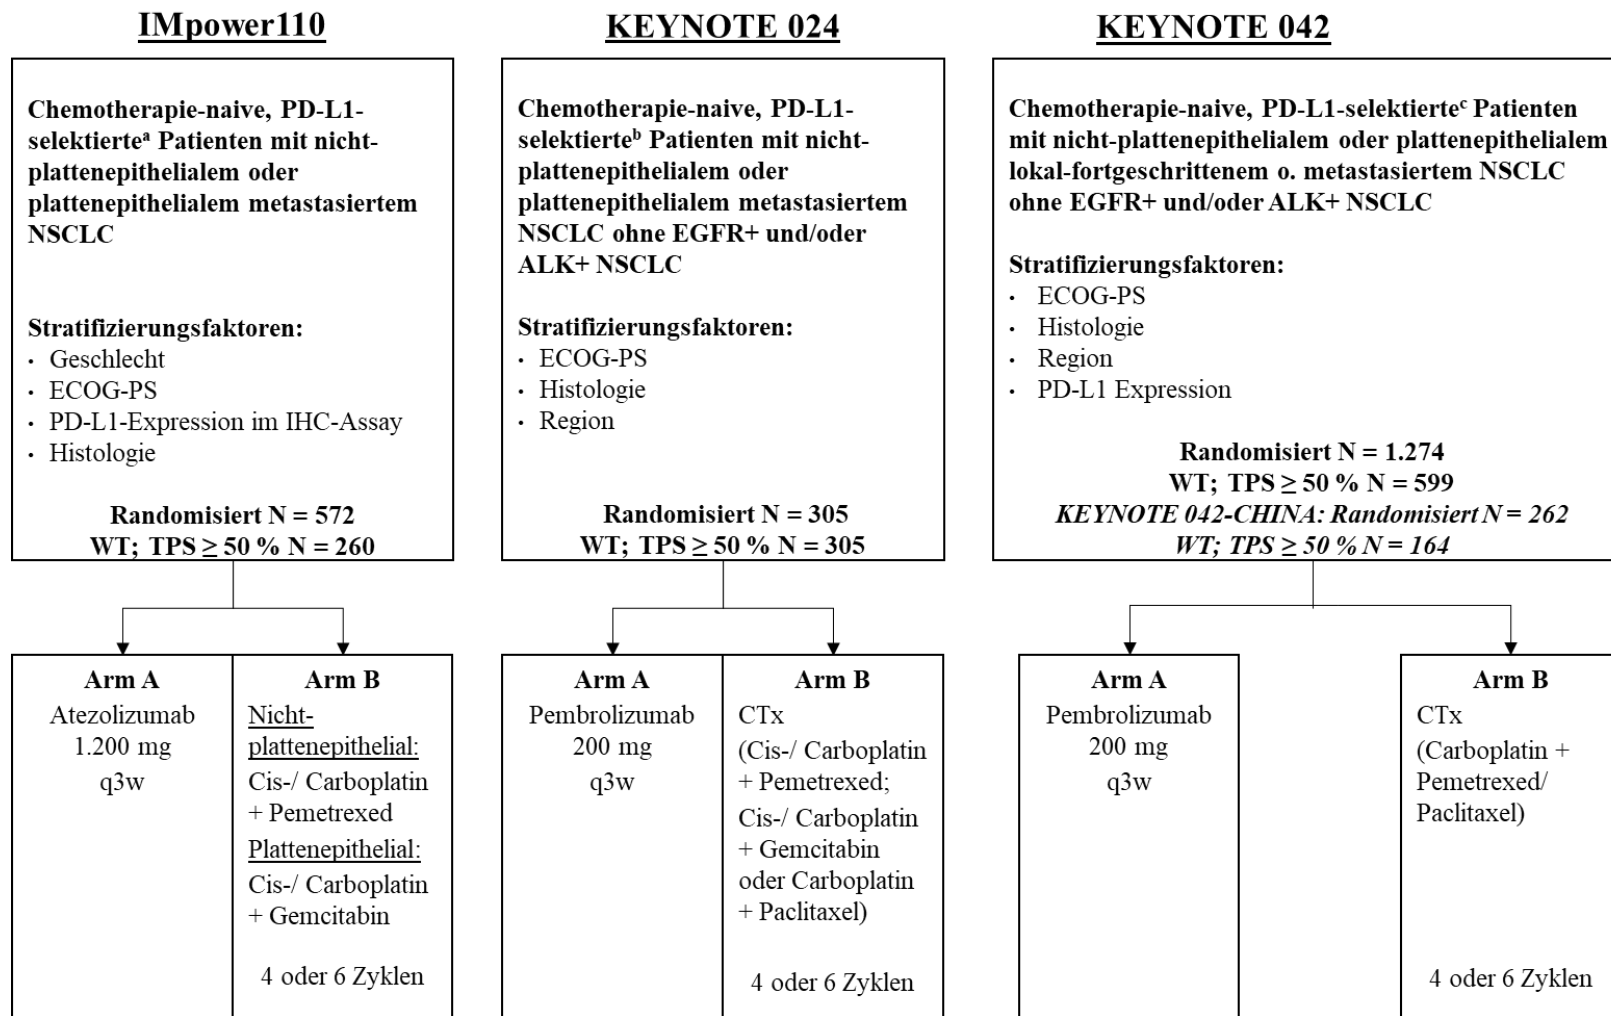 IMpower110
Chemotherapie-naive, PD-L1-
selektierteᵃ Patienten mit nicht-
plattenepithelialem oder
plattenepithelialem metastasiertem
NSCLC
Stratifizierungsfaktoren:
· Geschlecht
· ECOG-PS
· PD-L1-Expression im IHC-Assay
· Histologie
Randomisiert N = 572
WT; TPS ≥ 50 % N = 260
Arm A
Atezolizumab
1.200 mg
q3w
Arm B
Nicht-
plattenepithelial:
Cis-/ Carboplatin
+ Pemetrexed
Plattenepithelial:
Cis-/ Carboplatin
+ Gemcitabin
4 oder 6 Zyklen
KEYNOTE 024
Chemotherapie-naive, PD-L1-
selektierteᵇ Patienten mit nicht-
plattenepithelialem oder
plattenepithelialem metastasiertem
NSCLC ohne EGFR+ und/oder
ALK+ NSCLC
Stratifizierungsfaktoren:
· ECOG-PS
· Histologie
· Region
Randomisiert N = 305
WT; TPS ≥ 50 % N = 305
Arm A
Pembrolizumab
200 mg
q3w
Arm B
CTx
(Cis-/ Carboplatin
+ Pemetrexed;
Cis-/ Carboplatin
+ Gemcitabin
oder Carboplatin
+ Paclitaxel)
4 oder 6 Zyklen
KEYNOTE 042
Chemotherapie-naive, PD-L1-selektierteᶜ Patienten
mit nicht-plattenepithelialem oder plattenepithelialem
lokal-fortgeschrittenem o. metastasiertem NSCLC
ohne EGFR+ und/oder ALK+ NSCLC
Stratifizierungsfaktoren:
· ECOG-PS
· Histologie
· Region
· PD-L1 Expression
Randomisiert N = 1.274
WT; TPS ≥ 50 % N = 599
KEYNOTE 042-CHINA: Randomisiert N = 262
WT; TPS ≥ 50 % N = 164
Arm A
Pembrolizumab
200 mg
q3w
Arm B
CTx
(Carboplatin +
Pemetrexed/
Paclitaxel)
4 oder 6 Zyklen